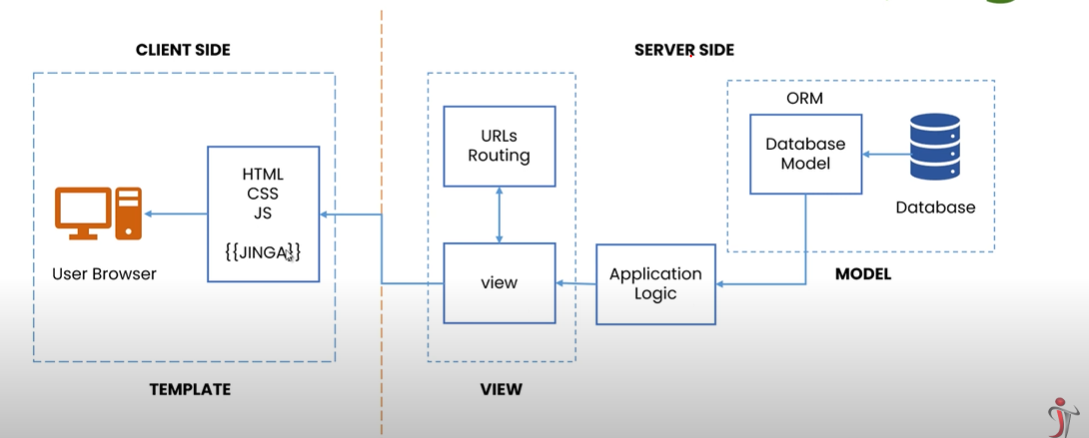 CLIENT SIDE
SERVER SIDE
HTML
CSS
JS
{{JINGA}}
User Browser
TEMPLATE
URLs
Routing
view
VIEW
Application
Logic
ORM
Database
Model
Database
MODEL